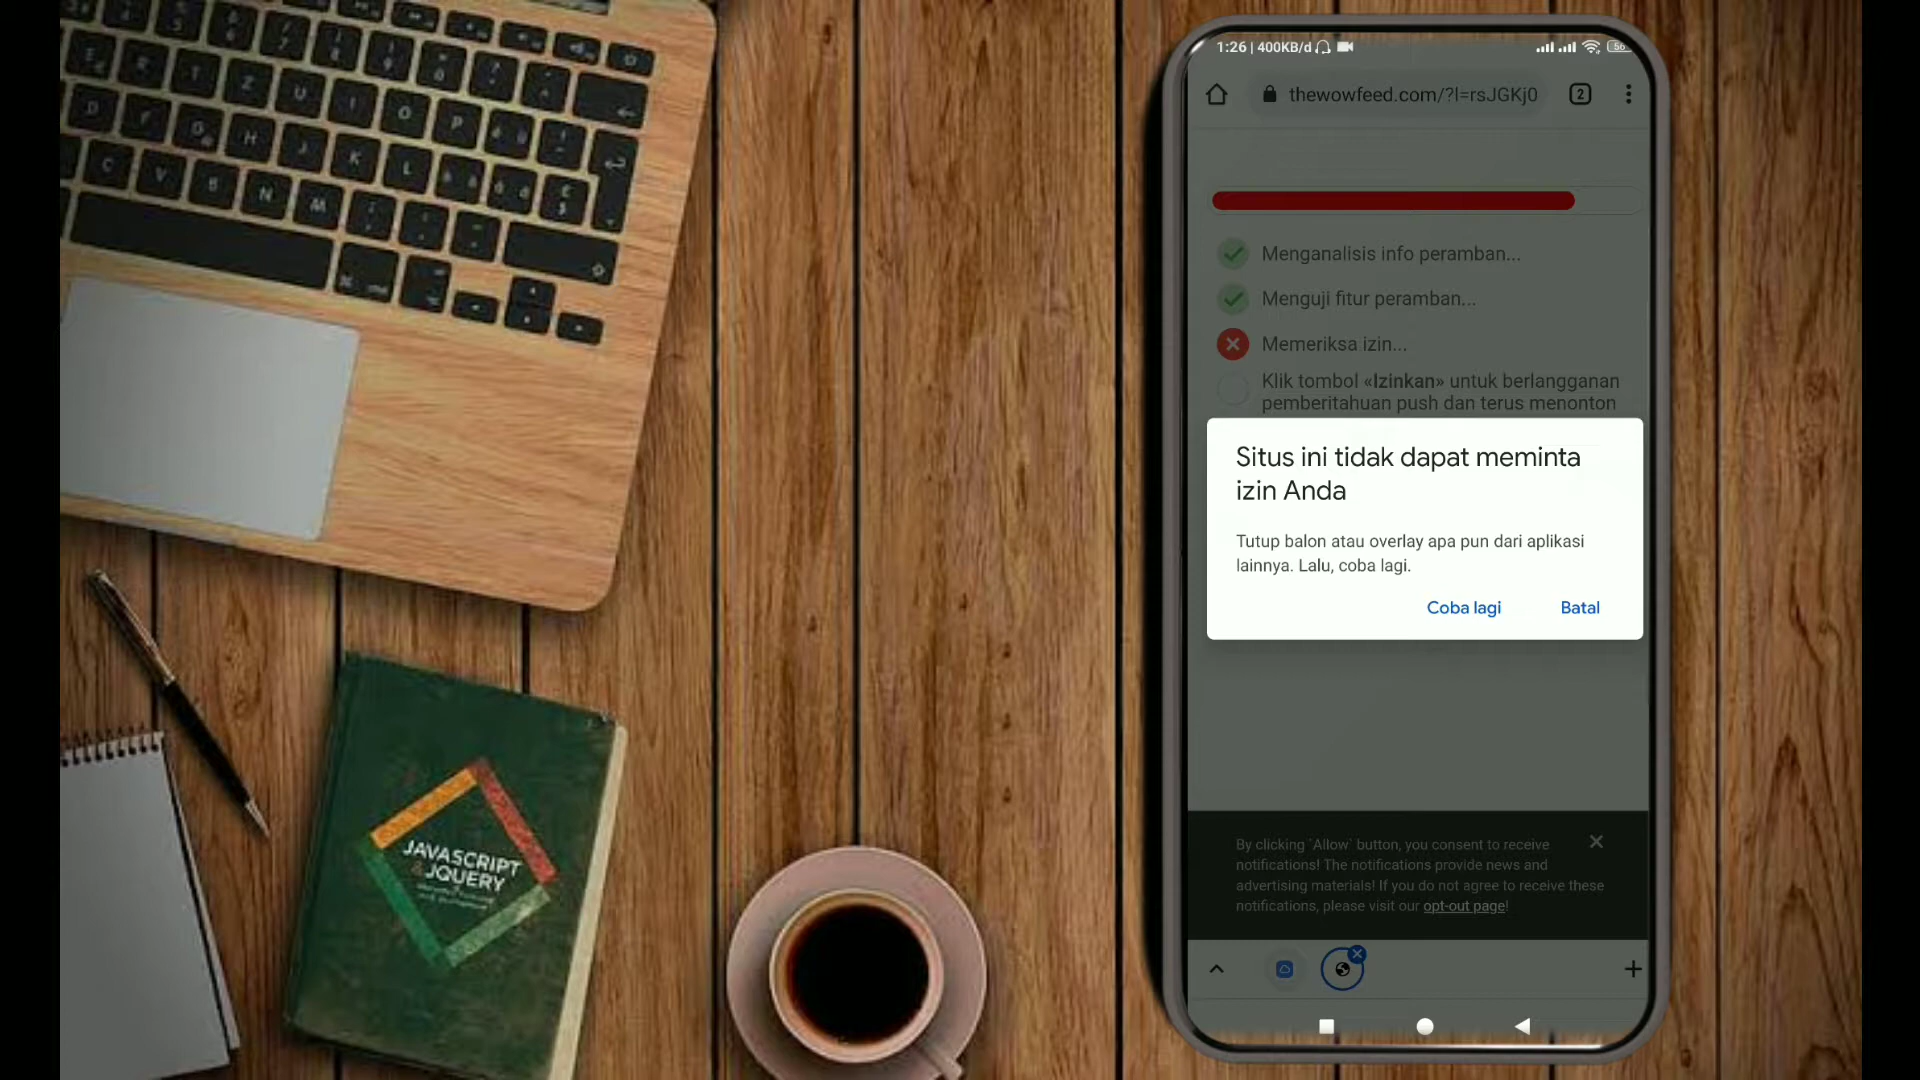 1:26 | 400KB/d
56
thewowfeed.com/?l=rsJGKj0
2
Menganalisis info peramban...
Menguji fitur peramban...
Memeriksa izin...
Klik tombol «Izinkan» untuk berlangganan
pemberitahuan push dan terus menonton
Situs ini tidak dapat meminta
izin Anda
Tutup balon atau overlay apa pun dari aplikasi
lainnya. Lalu, coba lagi.
Coba lagi
Batal
By clicking `Allow` button, you consent to receive
notifications! The notifications provide news and
advertising materials! If you do not agree to receive these
notifications, please visit our opt-out page!
JAVASCRIPT
& JQUERY